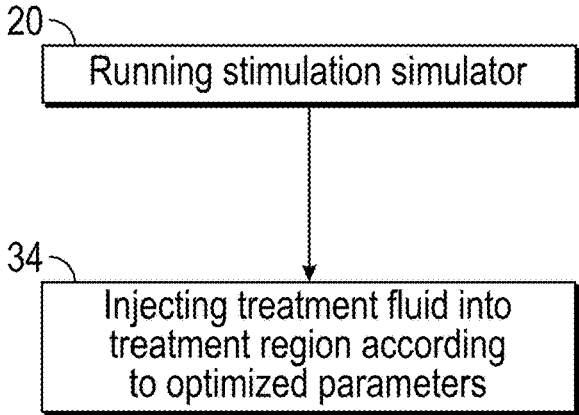 20
Running stimulation simulator
34
Injecting treatment fluid into
treatment region according
to optimized parameters